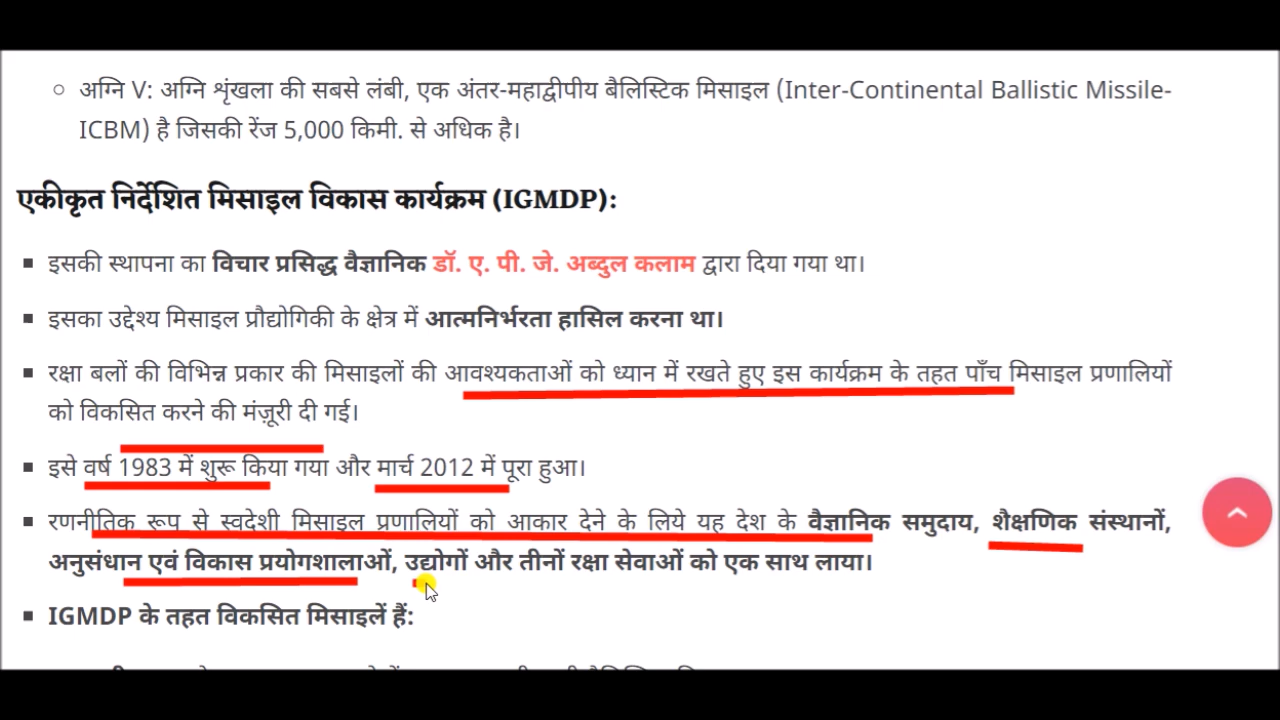 अग्नि V: अग्नि शृंखला की सबसे लंबी, एक अंतर-महाद्वीपीय बैलिस्टिक मिसाइल (Inter-Continental Ballistic Missile-
ICBM) है जिसकी रेंज 5,000 किमी. से अधिक है।
एकीकृत निर्देशित मिसाइल विकास कार्यक्रम (IGMDP):
इसकी स्थापना का विचार प्रसिद्ध वैज्ञानिक डॉ. ए. पी. जे. अब्दुल कलाम द्वारा दिया गया था।
इसका उद्देश्य मिसाइल प्रौद्योगिकी के क्षेत्र में आत्मनिर्भरता हासिल करना था।
रक्षा बलों की विभिन्न प्रकार की मिसाइलों की आवश्यकताओं को ध्यान में रखते हुए इस कार्यक्रम के तहत पाँच मिसाइल प्रणालियों
को विकसित करने की मंज़ूरी दी गई।
इसे वर्ष 1983 में शुरू किया गया और मार्च 2012 में पूरा हुआ।
रणनीतिक रूप से स्वदेशी मिसाइल प्रणालियों को आकार देने के लिये यह देश के वैज्ञानिक समुदाय, शैक्षणिक संस्थानों,
अनुसंधान एवं विकास प्रयोगशालाओं, उद्योगों और तीनों रक्षा सेवाओं को एक साथ लाया।
IGMDP के तहत विकसित मिसाइलें हैं: